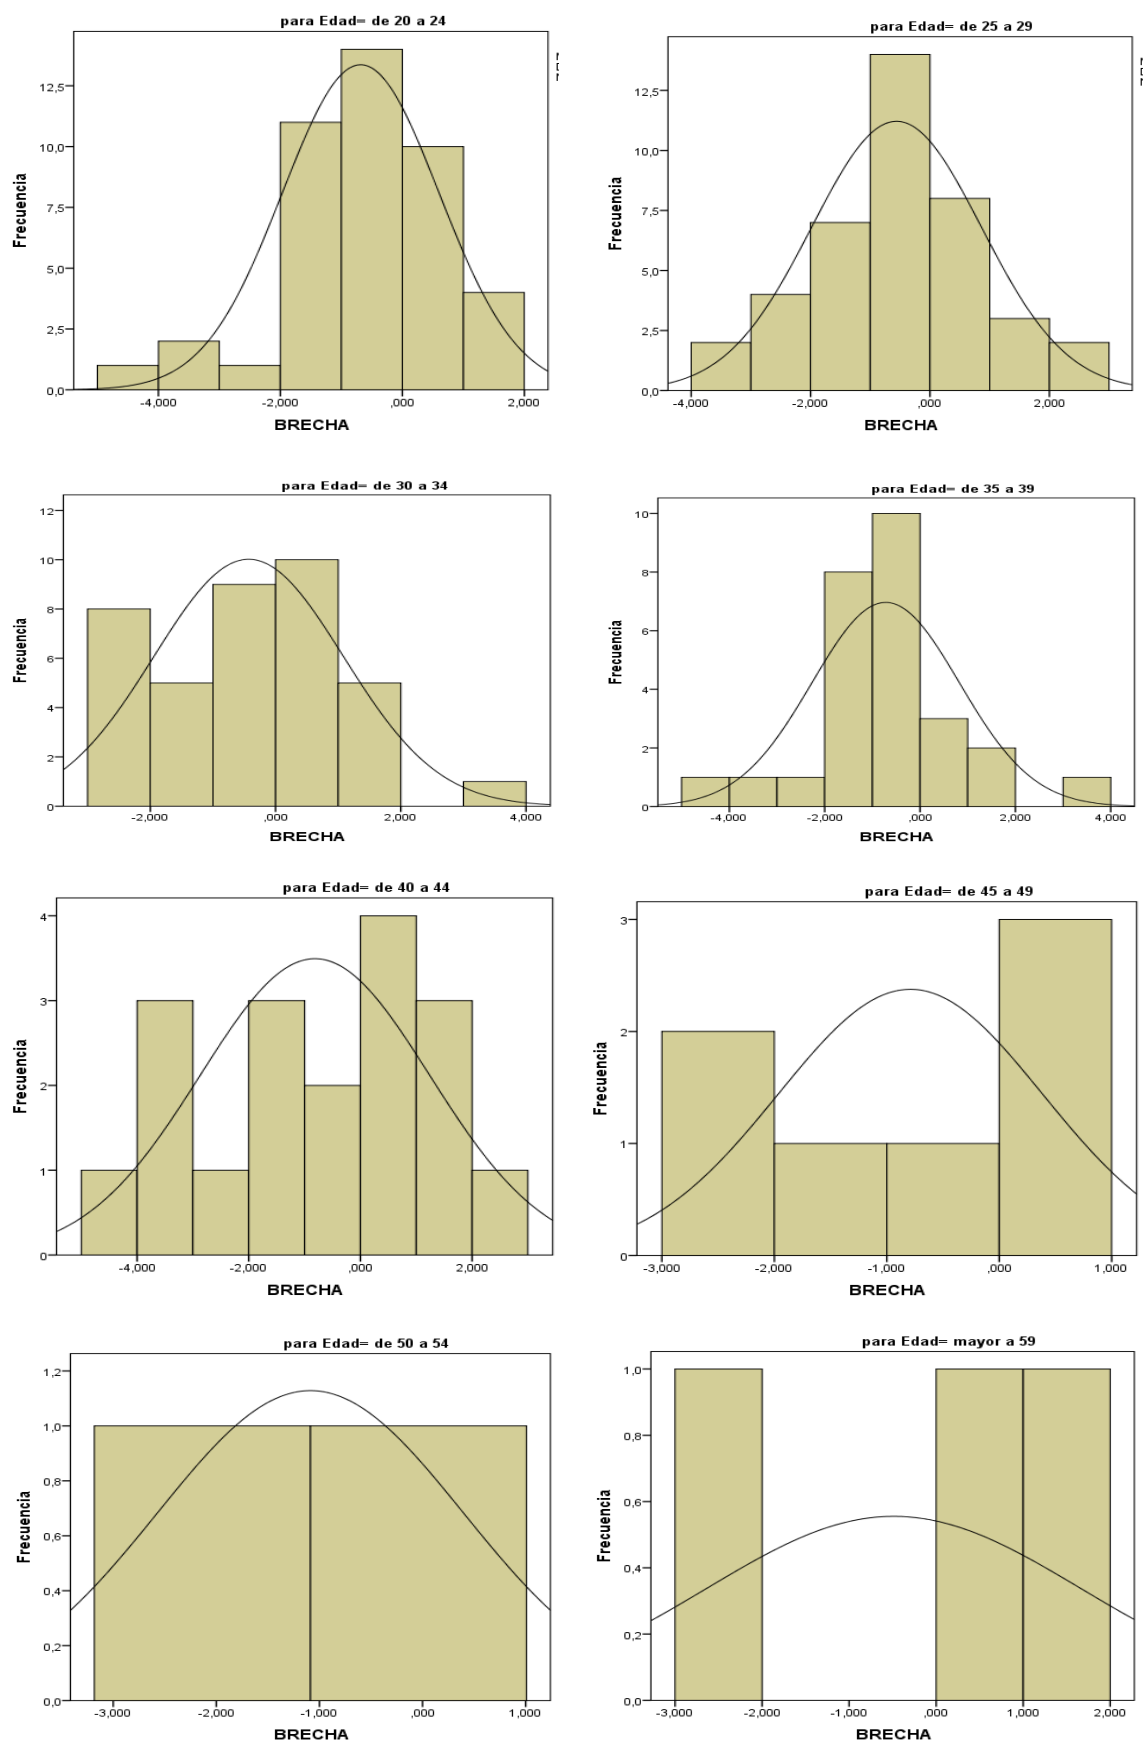 para Edad= de 20 a 24
12,5
10,0
7,5
5,0
2,5
0,0
Frecuencia
-4,000 -2,000 ,000 2,000
BRECHA
para Edad= de 25 a 29
12,5
10,0
7,5
5,0
2,5
0,0
Frecuencia
-4,000 -2,000 ,000 2,000
BRECHA
para Edad= de 30 a 34
12
10
8
6
4
2
0
Frecuencia
-2,000 ,000 2,000 4,000
BRECHA
para Edad= de 35 a 39
10
8
6
4
2
0
Frecuencia
-4,000 -2,000 ,000 2,000 4,000
BRECHA
para Edad= de 40 a 44
4
3
2
1
0
Frecuencia
-4,000 -2,000 ,000 2,000
BRECHA
para Edad= de 45 a 49
3
2
1
0
Frecuencia
-3,000 -2,000 -1,000 ,000 1,000
BRECHA
para Edad= de 50 a 54
1,2
1,0
0,8
0,6
0,4
0,2
0,0
Frecuencia
-3,000 -2,000 -1,000 ,000 1,000
BRECHA
para Edad= mayor a 59
1,0
0,8
0,6
0,4
0,2
0,0
Frecuencia
-3,000 -2,000 -1,000 ,000 1,000 2,000
BRECHA